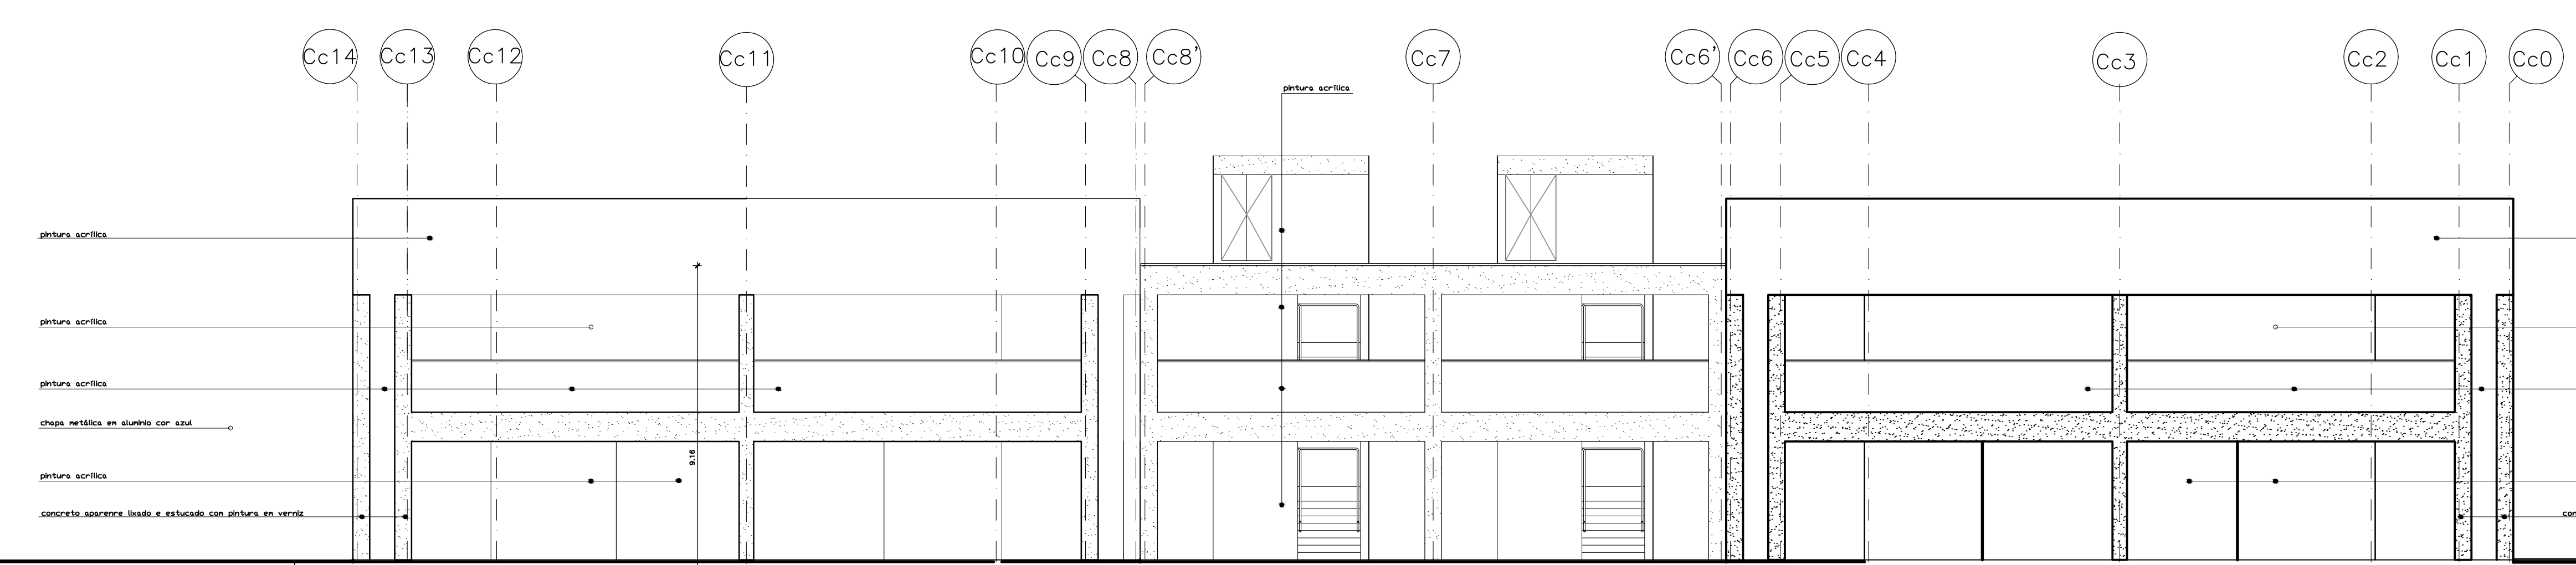 Cc14 Cc13 Cc12 Cc11 Cc10 Cc9 Cc8 Cc8' Cc7 Cc6' Cc6 Cc5 Cc4 Cc3 Cc2 Cc1 Cc0
pintura acrílica
pintura acrílica
pintura acrílica
pintura acrílica
chapa metálica em aluminio cor azul
9.16
pintura acrílica
concreto aparenre lixado e estucado com pintura em verniz